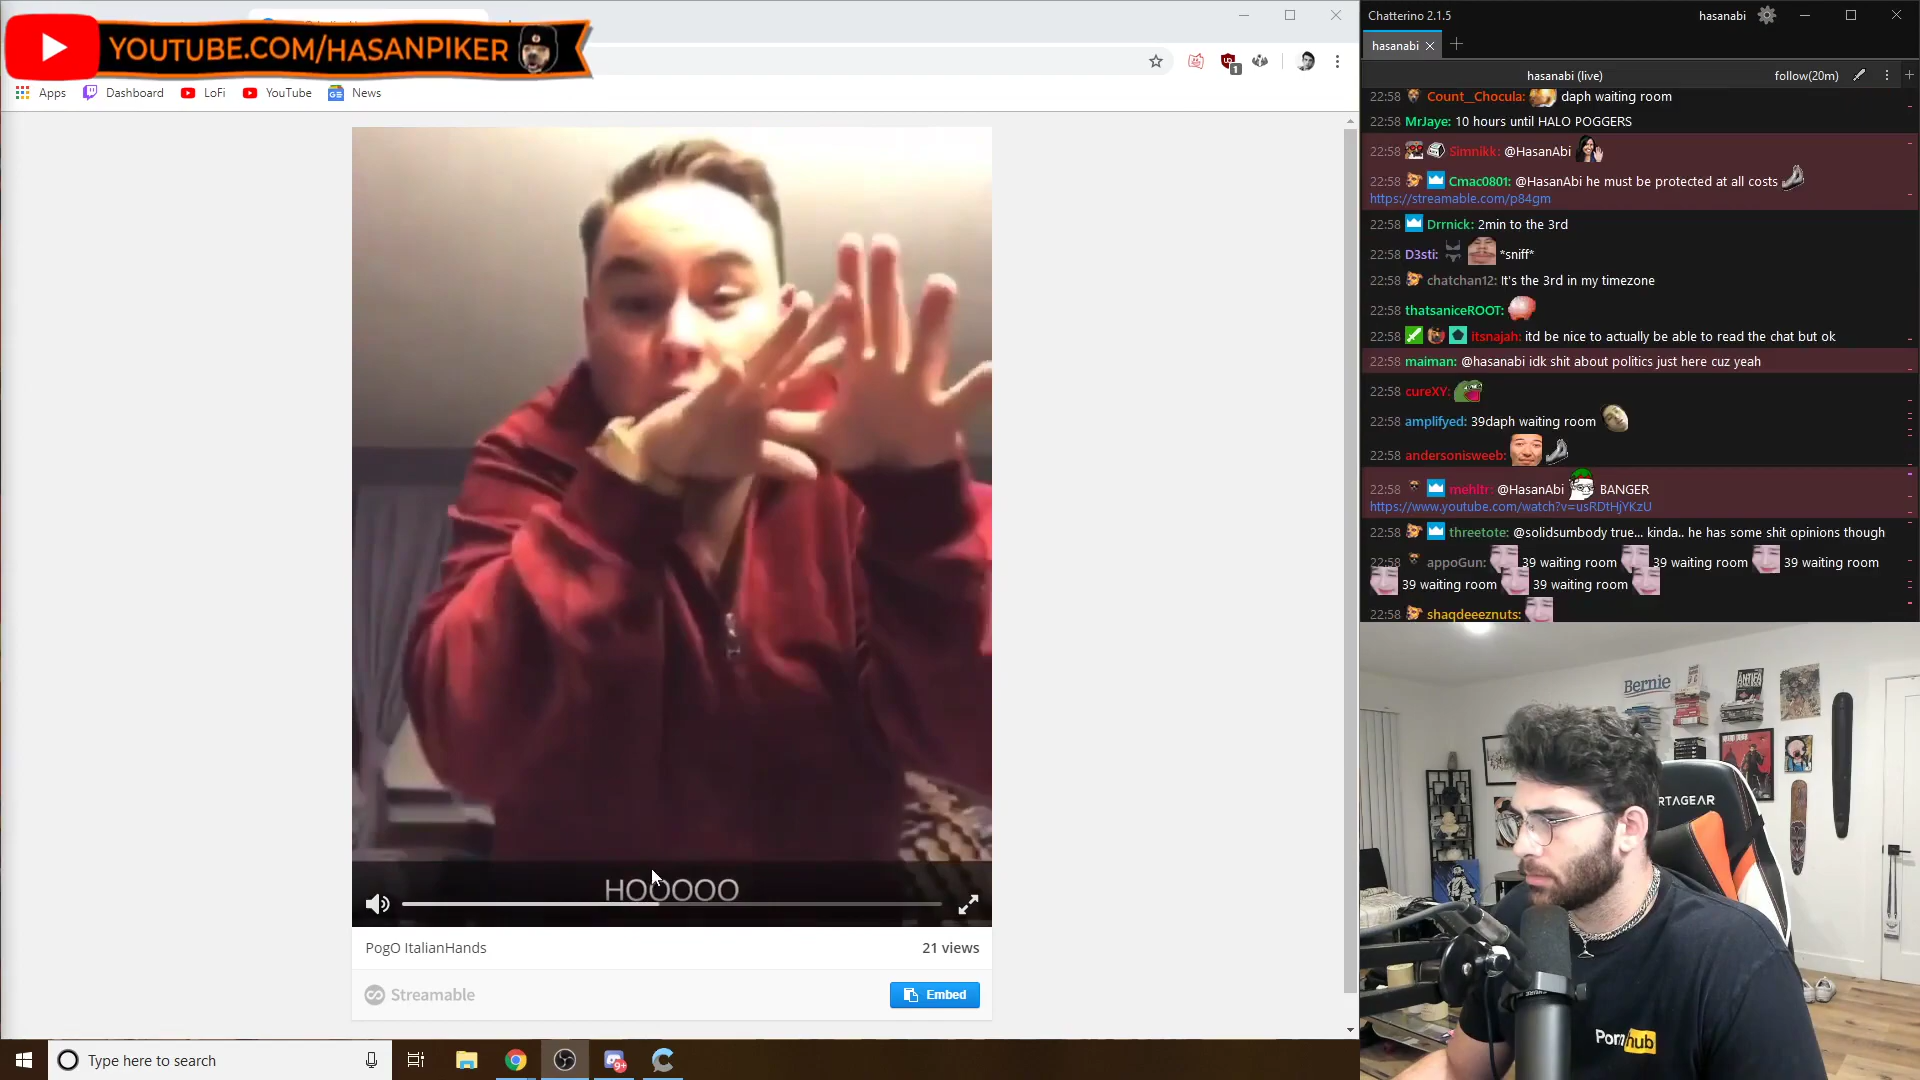 YOUTUBE.COM/HASANPIKER
Apps
Dashboard
LoFi
YouTube
News
HOOOOO
PogO ItalianHands
21 views
Streamable
Embed
Type here to search
Chatterino 2.1.5
hasanabi
hasanabi
hasanabi (live)
follow(20m)
22:58 Count__Chocula: daph waiting room
22:58 MrJaye: 10 hours until HALO POGGERS
22:58 Simnikk: @HasanAbi
22:58 Cmac0801: @HasanAbi he must be protected at all costs
https://streamable.com/p84gm
22:58 Drrnick: 2min to the 3rd
22:58 D3sti: *sniff*
22:58 chatchan12: It's the 3rd in my timezone
22:58 thatsaniceROOT:
22:58 itsnajah: itd be nice to actually be able to read the chat but ok
22:58 maiman: @hasanabi idk shit about politics just here cuz yeah
22:58 cureXY:
22:58 amplifyed: 39daph waiting room
22:58 andersonisweeb:
22:58 mehltr: @HasanAbi BANGER
https://www.youtube.com/watch?v=usRDtHjYKzU
22:58 threetote: @solidsumbody true... kinda.. he has some shit opinions though
22:58 appoGun: 39 waiting room 39 waiting room 39 waiting room
39 waiting room 39 waiting room
22:58 shaqdeeeznuts:
Bernie
ANTIFA
RTAGEAR
Porn hub